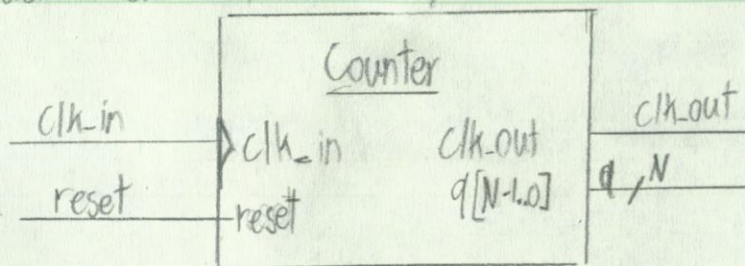 Counter
clk_in
clk_in
clk_out
clk_out
q[N-1..0]
q, N
reset
reset